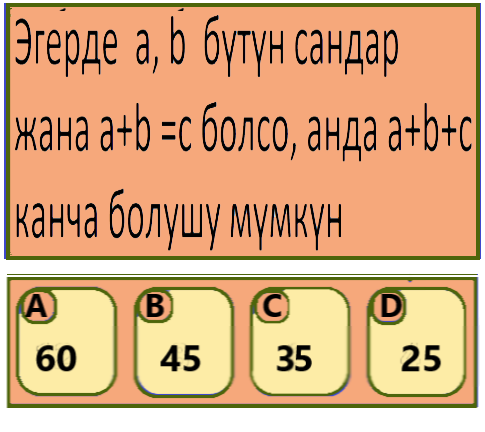 Эгерде a, b бүтүн сандар
жана a+b =c болсо, анда a+b+c
канча болушу мүмкүн
A B C D
60 45 35 25